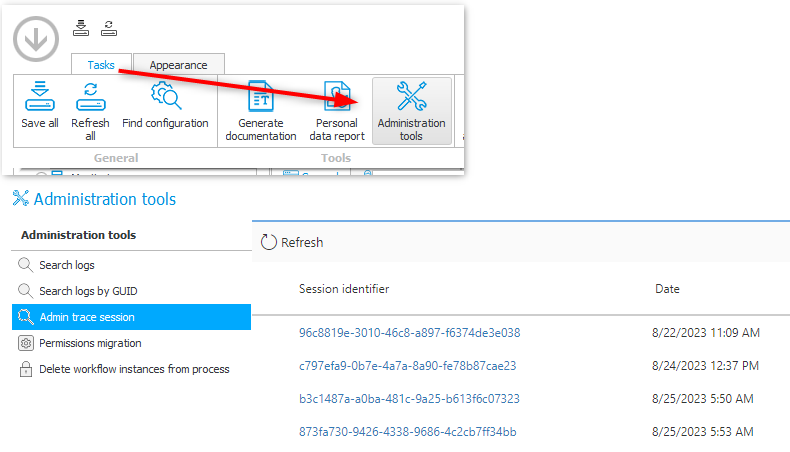 Tasks Appearance
Save all Refresh all Find configuration Generate documentation Personal data report Administration tools
General Tools
Administration tools
Administration tools
Refresh
Search logs
Search logs by GUID
Admin trace session
Permissions migration
Delete workflow instances from process
Session identifier Date
96c8819e-3010-46c8-a897-f6374de3e038 8/22/2023 11:09 AM
c797efa9-0b7e-4a7a-8a90-fe78b87cae23 8/24/2023 12:37 PM
b3c1487a-a0ba-481c-9a25-b613f6c07323 8/25/2023 5:50 AM
873fa730-9426-4338-9686-4c2cb7ff34bb 8/25/2023 5:53 AM